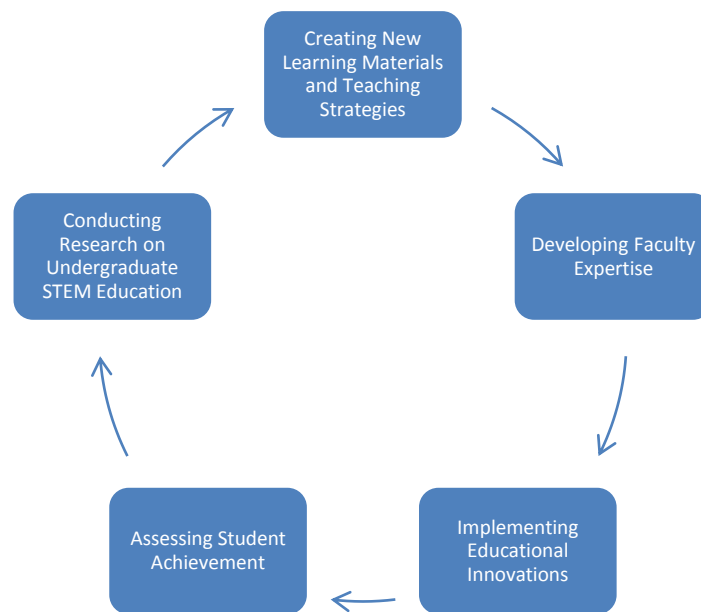 Creating New
Learning Materials
and Teaching
Strategies
Developing Faculty
Expertise
Implementing
Educational
Innovations
Assessing Student
Achievement
Conducting
Research on
Undergraduate
STEM Education